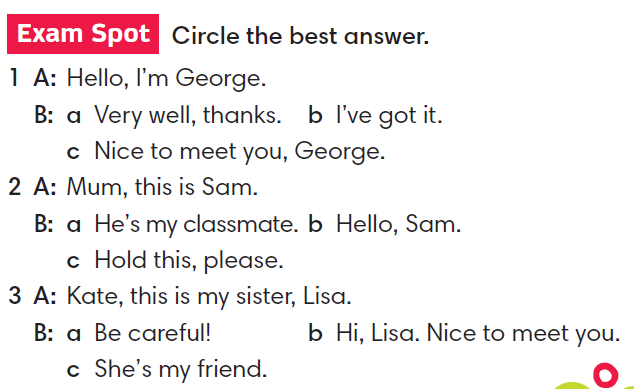 Exam Spot Circle the best answer.
1 A: Hello, I'm George.
B: a Very well, thanks. b I've got it.
c Nice to meet you, George.
2 A: Mum, this is Sam.
B: a He's my classmate. b Hello, Sam.
c Hold this, please.
3 A: Kate, this is my sister, Lisa.
B: a Be careful! b Hi, Lisa. Nice to meet you.
c She's my friend.